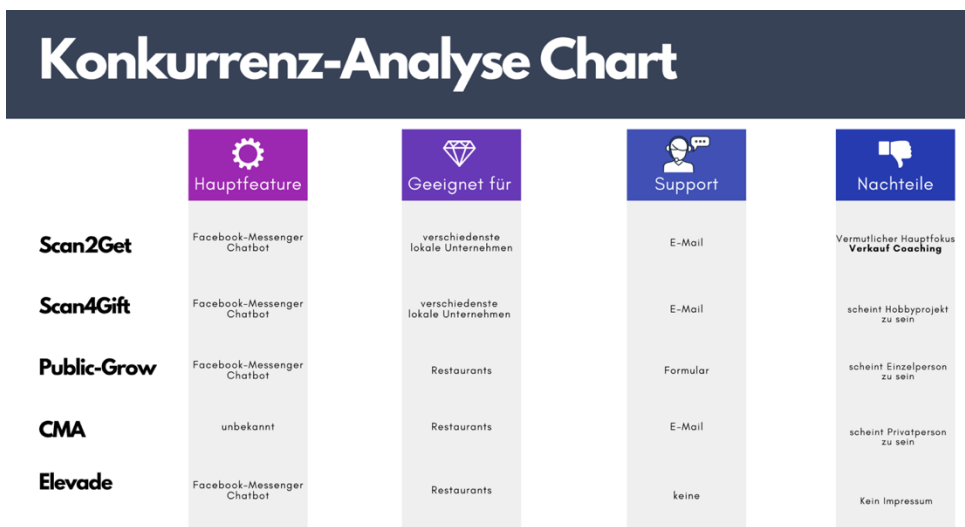 Konkurrenz-Analyse Chart
Hauptfeature
Geeignet für
Support
Nachteile
Scan2Get
Facebook-Messenger
Chatbot
verschiedenste
lokale Unternehmen
E-Mail
Vermutlicher Hauptfokus
Verkauf Coaching
Scan4Gift
Facebook-Messenger
Chatbot
verschiedenste
lokale Unternehmen
E-Mail
scheint Hobbyprojekt
zu sein
Public-Grow
Facebook-Messenger
Chatbot
Restaurants
Formular
scheint Einzelperson
zu sein
CMA
unbekannt
Restaurants
E-Mail
scheint Privatperson
zu sein
Elevade
Facebook-Messenger
Chatbot
Restaurants
keine
Kein Impressum